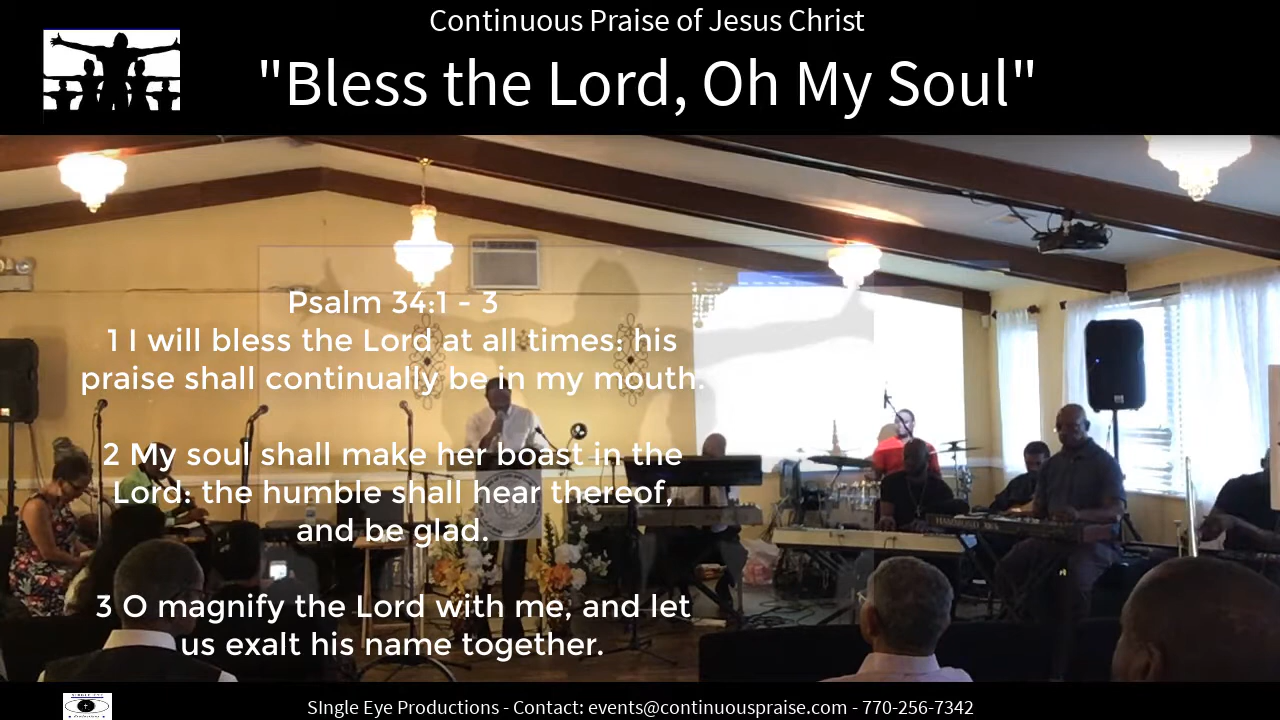 Continuous Praise of Jesus Christ
"Bless the Lord, Oh My Soul"
Psalm 34:1 - 3
1 I will bless the Lord at all times: his
praise shall continually be in my mouth.
2 My soul shall make her boast in the
Lord: the humble shall hear thereof,
and be glad.
3 O magnify the Lord with me, and let
us exalt his name together.
SIngle Eye Productions - Contact: events@continuouspraise.com - 770-256-7342